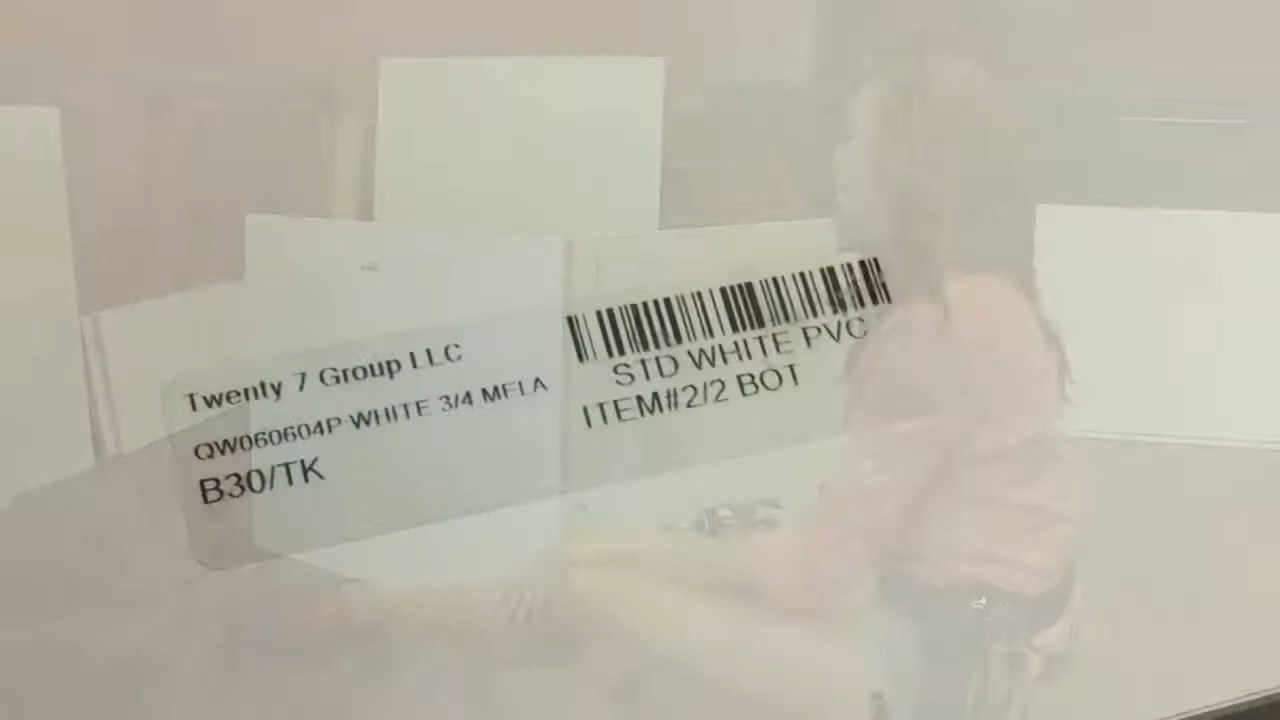 Twenty 7 Group LLC
QW060604P WHITE 3/4 MELA
B30/TK
STD WHITE PVC
ITEM#2/2 BOT